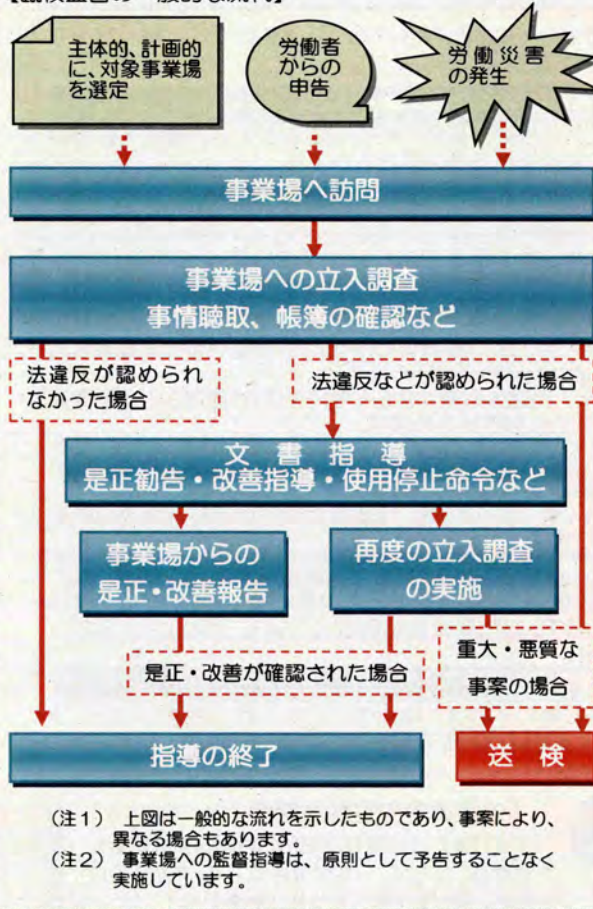 主体的、計画的
に、対象事業場
を選定
労働者
からの
申告
労働災害
の発生
事業場へ訪問
事業場への立入調査
事情聴取、帳簿の確認など
法違反が認められ
なかった場合
法違反などが認められた場合
文書指導
是正勧告・改善指導・使用停止命令など
事業場からの
是正・改善報告
再度の立入調査
の実施
是正・改善が確認された場合
重大・悪質な
事案の場合
指導の終了
送検
（注１） 上図は一般的な流れを示したものであり、事案により、
異なる場合もあります。
（注２） 事業場への監督指導は、原則として予告することなく
実施しています。